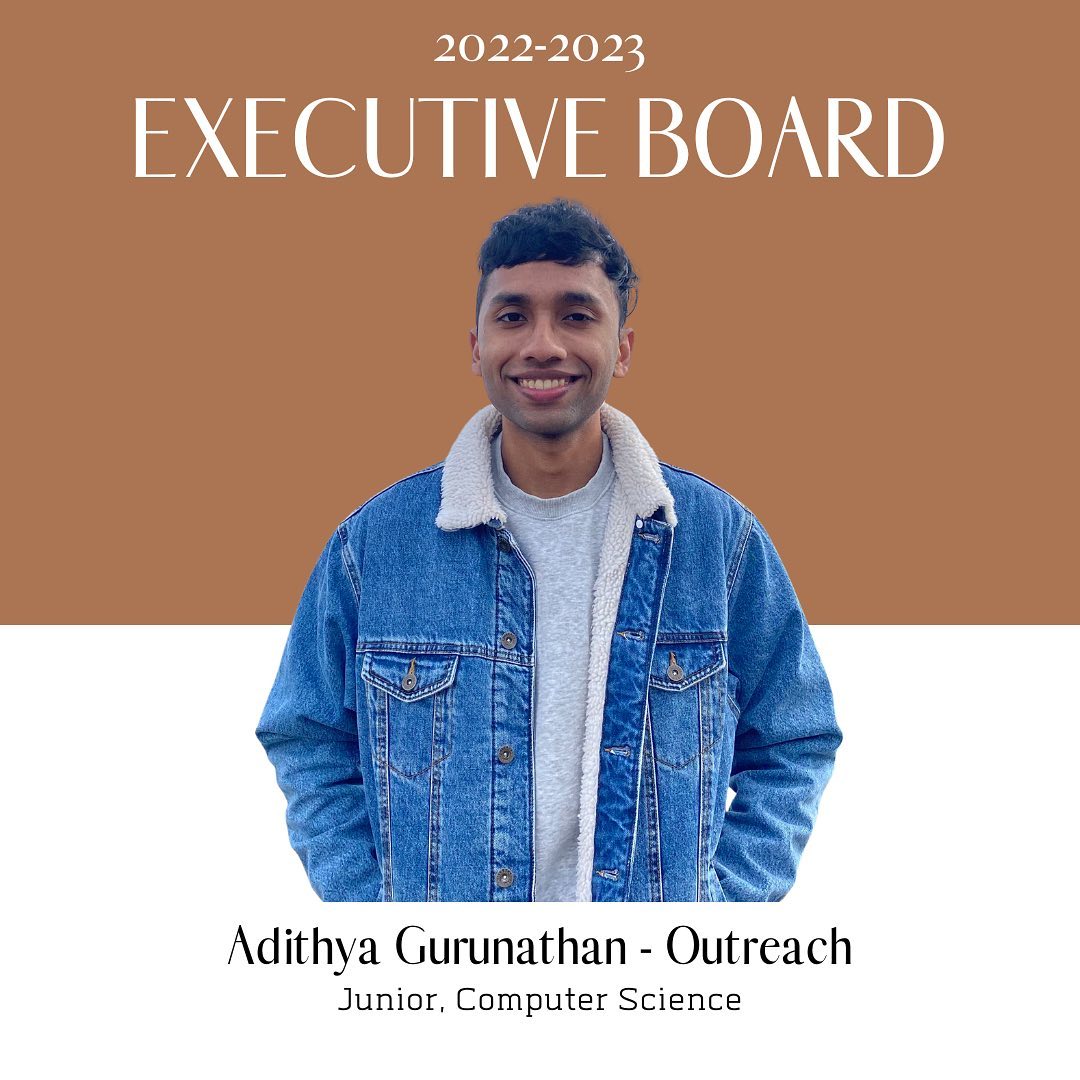 2022-2023
EXECUTIVE BOARD
Adithya Gurunathan - Outreach
Junior, Computer Science